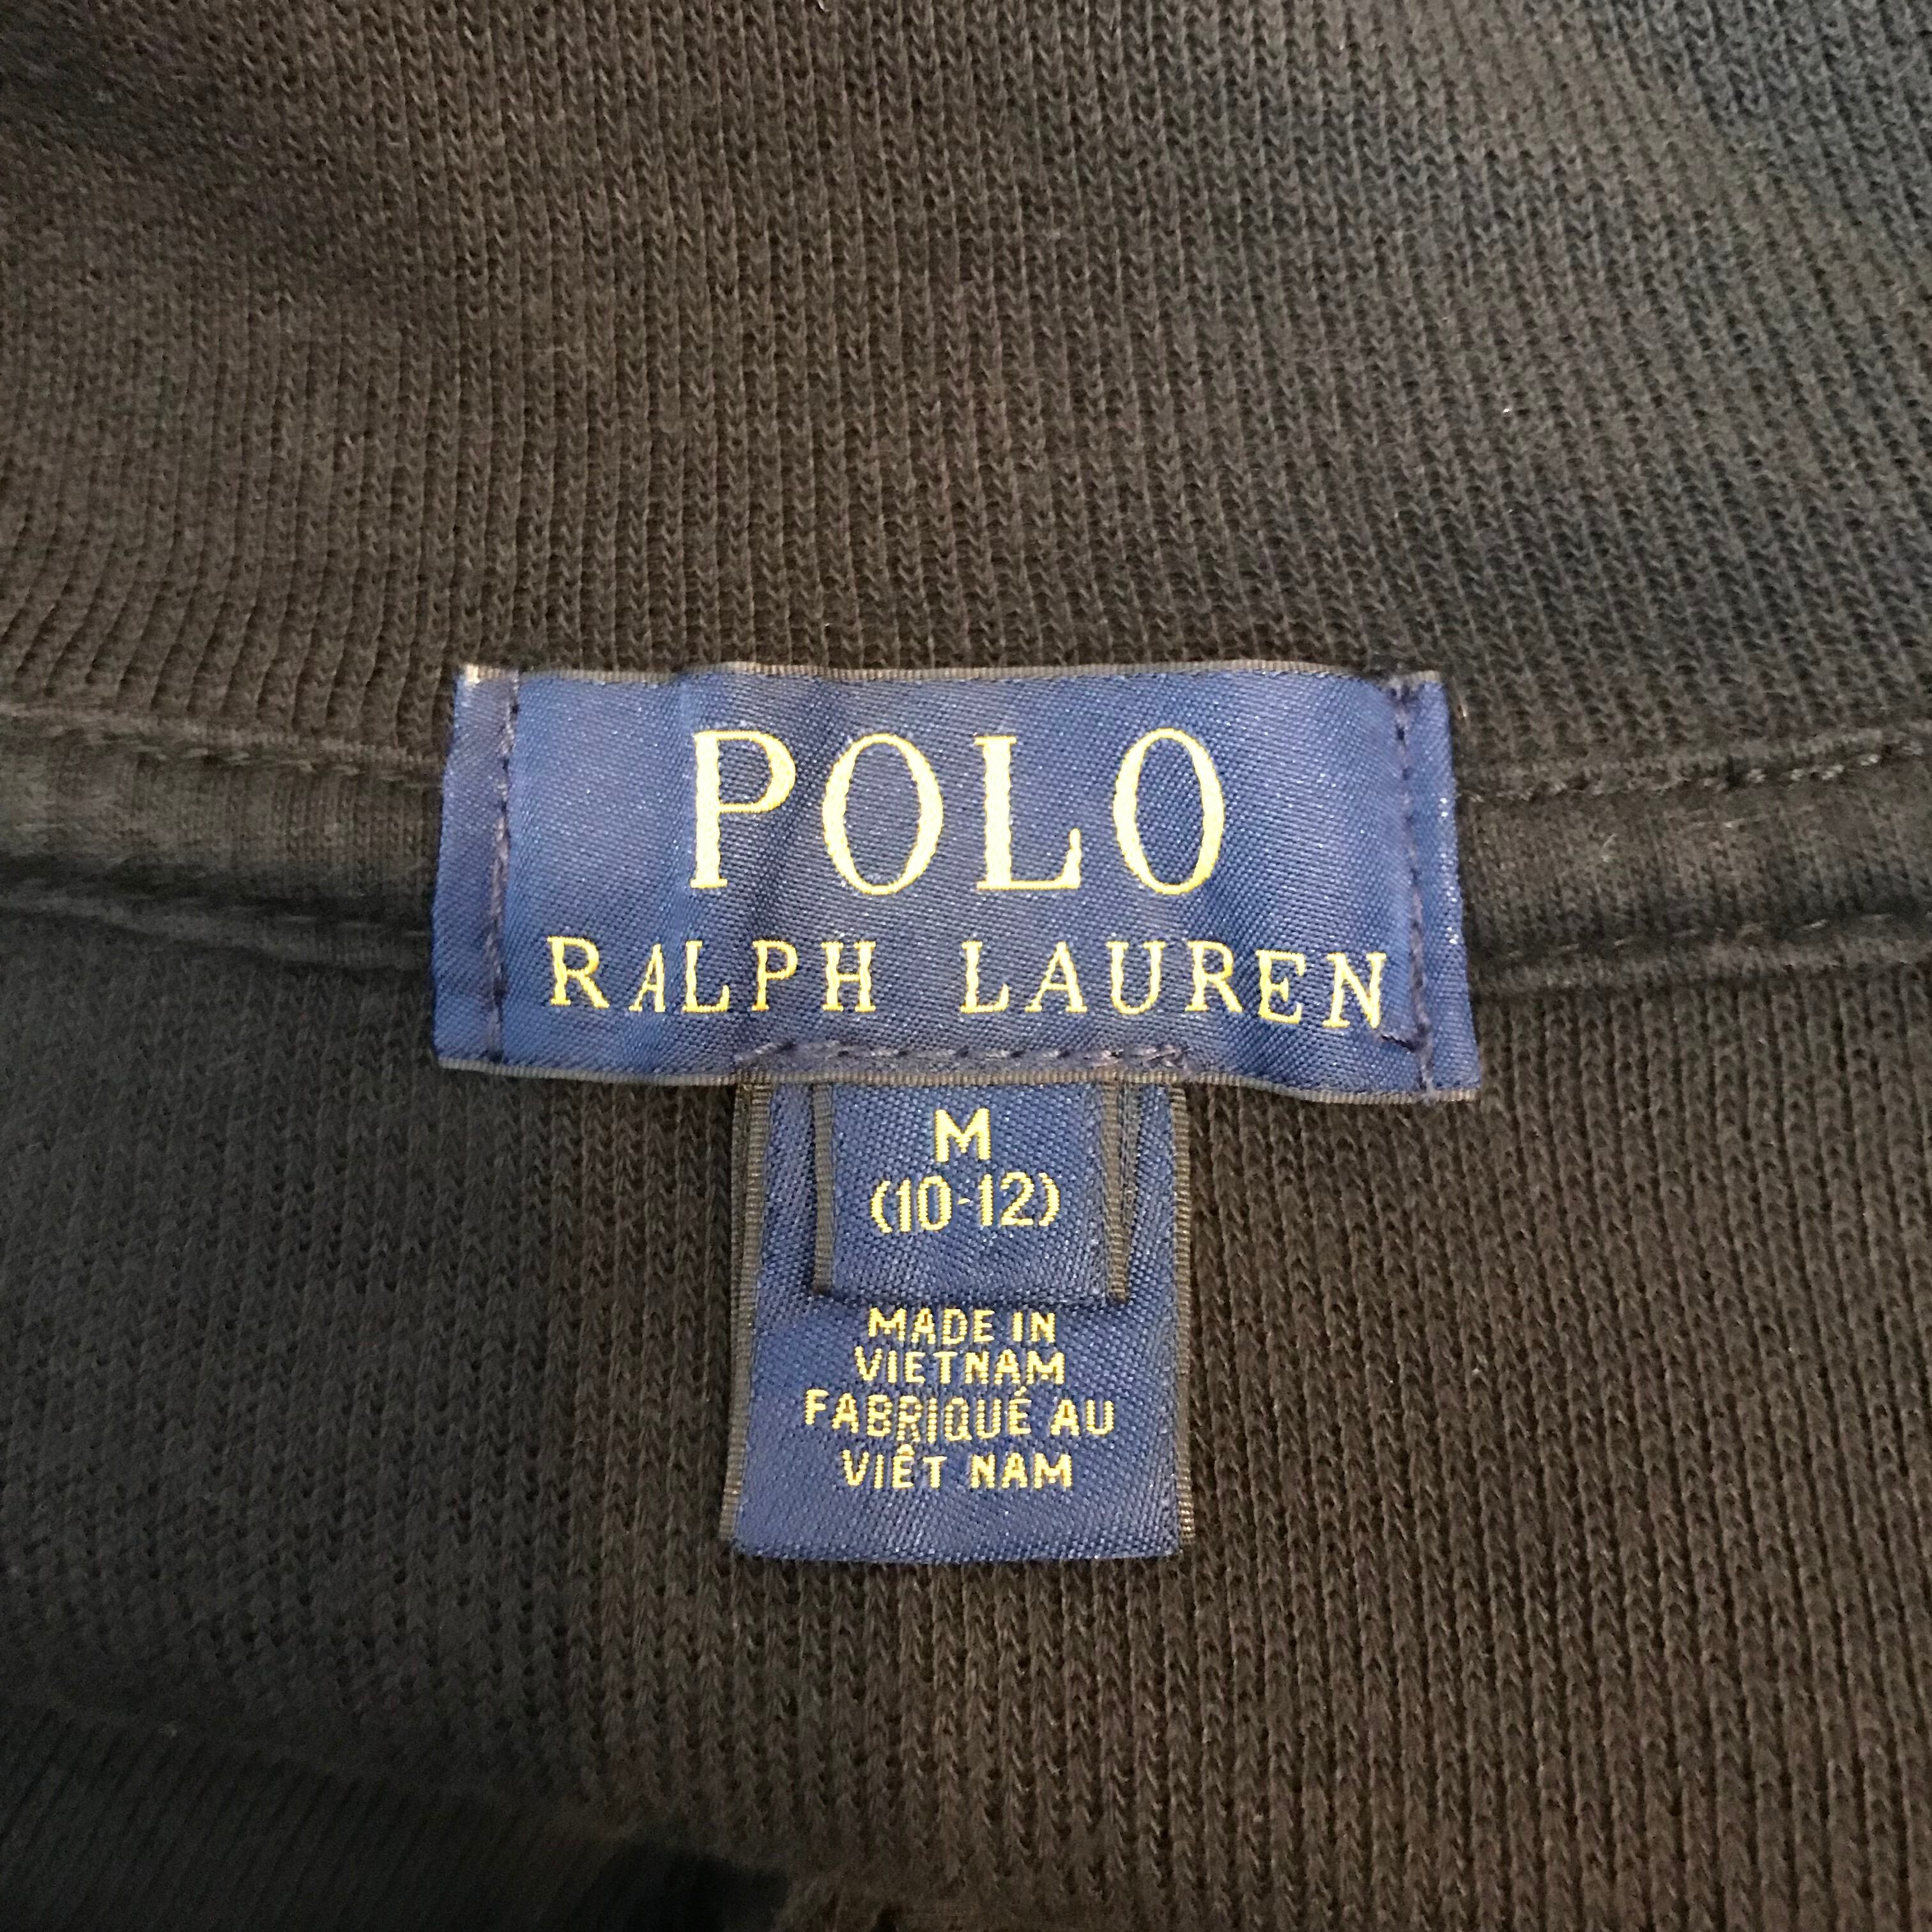 POLO
RALPH LAUREN
M
(10-12)
MADE IN
VIETNAM
FABRIQUÉ AU
VIÊT NAM